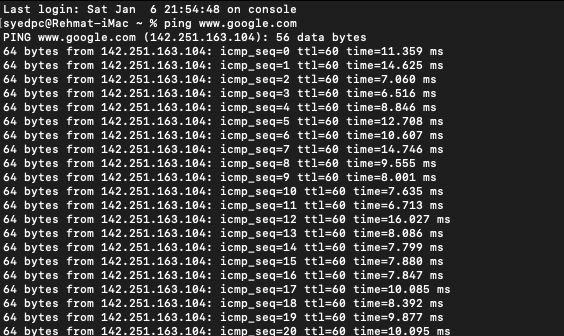 Last login: Sat Jan  6 21:54:48 on console
[syedpc@Rehmat-iMac ~ % ping www.google.com
PING www.google.com (142.251.163.104): 56 data bytes
64 bytes from 142.251.163.104: icmp_seq=0 ttl=60 time=11.359 ms
64 bytes from 142.251.163.104: icmp_seq=1 ttl=60 time=14.625 ms
64 bytes from 142.251.163.104: icmp_seq=2 ttl=60 time=7.060 ms
64 bytes from 142.251.163.104: icmp_seq=3 ttl=60 time=6.516 ms
64 bytes from 142.251.163.104: icmp_seq=4 ttl=60 time=8.846 ms
64 bytes from 142.251.163.104: icmp_seq=5 ttl=60 time=12.708 ms
64 bytes from 142.251.163.104: icmp_seq=6 ttl=60 time=10.607 ms
64 bytes from 142.251.163.104: icmp_seq=7 ttl=60 time=14.746 ms
64 bytes from 142.251.163.104: icmp_seq=8 ttl=60 time=9.555 ms
64 bytes from 142.251.163.104: icmp_seq=9 ttl=60 time=8.001 ms
64 bytes from 142.251.163.104: icmp_seq=10 ttl=60 time=7.635 ms
64 bytes from 142.251.163.104: icmp_seq=11 ttl=60 time=6.713 ms
64 bytes from 142.251.163.104: icmp_seq=12 ttl=60 time=16.027 ms
64 bytes from 142.251.163.104: icmp_seq=13 ttl=60 time=8.086 ms
64 bytes from 142.251.163.104: icmp_seq=14 ttl=60 time=7.799 ms
64 bytes from 142.251.163.104: icmp_seq=15 ttl=60 time=7.880 ms
64 bytes from 142.251.163.104: icmp_seq=16 ttl=60 time=7.847 ms
64 bytes from 142.251.163.104: icmp_seq=17 ttl=60 time=10.085 ms
64 bytes from 142.251.163.104: icmp_seq=18 ttl=60 time=8.392 ms
64 bytes from 142.251.163.104: icmp_seq=19 ttl=60 time=9.877 ms
64 bytes from 142.251.163.104: icmp_seq=20 ttl=60 time=10.095 ms